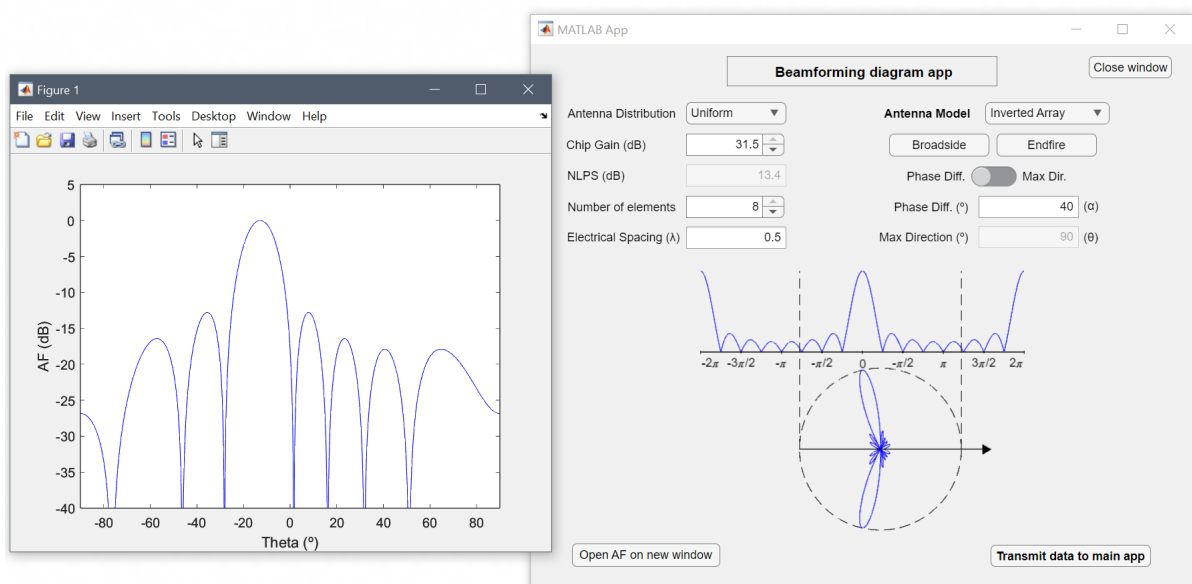 MATLAB App
Beamforming diagram app
Close window
Antenna Distribution Uniform
Antenna Model Inverted Array
Chip Gain (dB) 31.5
Broadside Endfire
NLPS (dB) 13.4
Phase Diff. Max Dir.
Number of elements 8
Phase Diff. (º) 40 (α)
Electrical Spacing (λ) 0.5
Max Direction (º) 90 (θ)
-2π -3π/2 -π -π/2 0 -π/2 π 3π/2 2π
Open AF on new window
Transmit data to main app
Figure 1
File Edit View Insert Tools Desktop Window Help
5
0
-5
-10
-15
-20
-25
-30
-35
-40
AF (dB)
-80 -60 -40 -20 0 20 40 60 80
Theta (º)